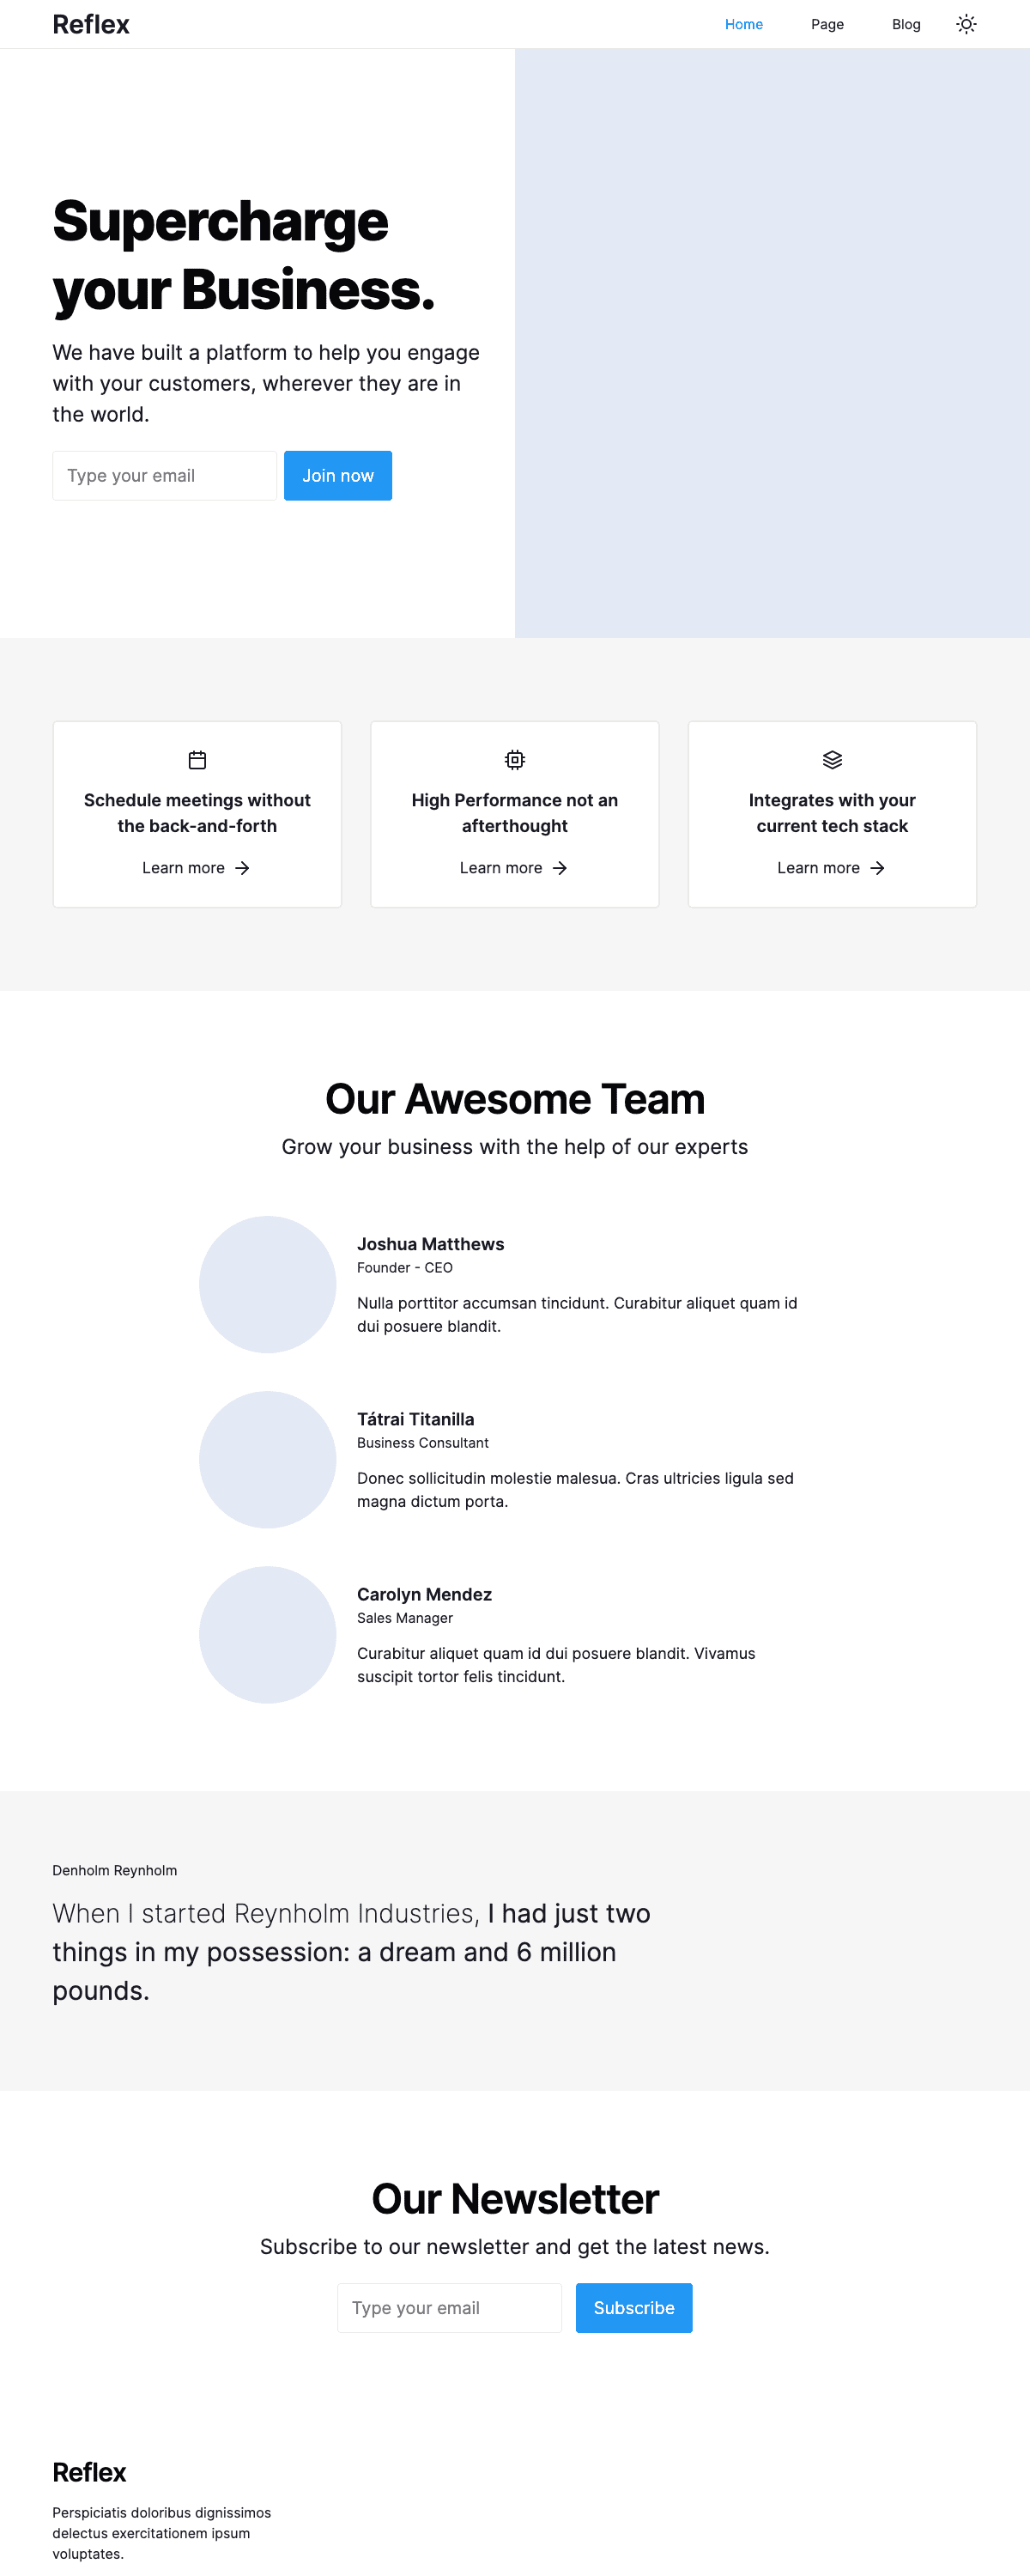 Reflex
Home
Page
Blog
Supercharge
your Business.
We have built a platform to help you engage
with your customers, wherever they are in
the world.
Type your email
Join now
Schedule meetings without
the back-and-forth
Learn more
High Performance not an
afterthought
Learn more
Integrates with your
current tech stack
Learn more
Our Awesome Team
Grow your business with the help of our experts
Joshua Matthews
Founder - CEO
Nulla porttitor accumsan tincidunt. Curabitur aliquet quam id
dui posuere blandit.
Tátrai Titanilla
Business Consultant
Donec sollicitudin molestie malesua. Cras ultricies ligula sed
magna dictum porta.
Carolyn Mendez
Sales Manager
Curabitur aliquet quam id dui posuere blandit. Vivamus
suscipit tortor felis tincidunt.
Denholm Reynholm
When I started Reynholm Industries, I had just two
things in my possession: a dream and 6 million
pounds.
Our Newsletter
Subscribe to our newsletter and get the latest news.
Type your email
Subscribe
Reflex
Perspiciatis doloribus dignissimos
delectus exercitationem ipsum
voluptates.